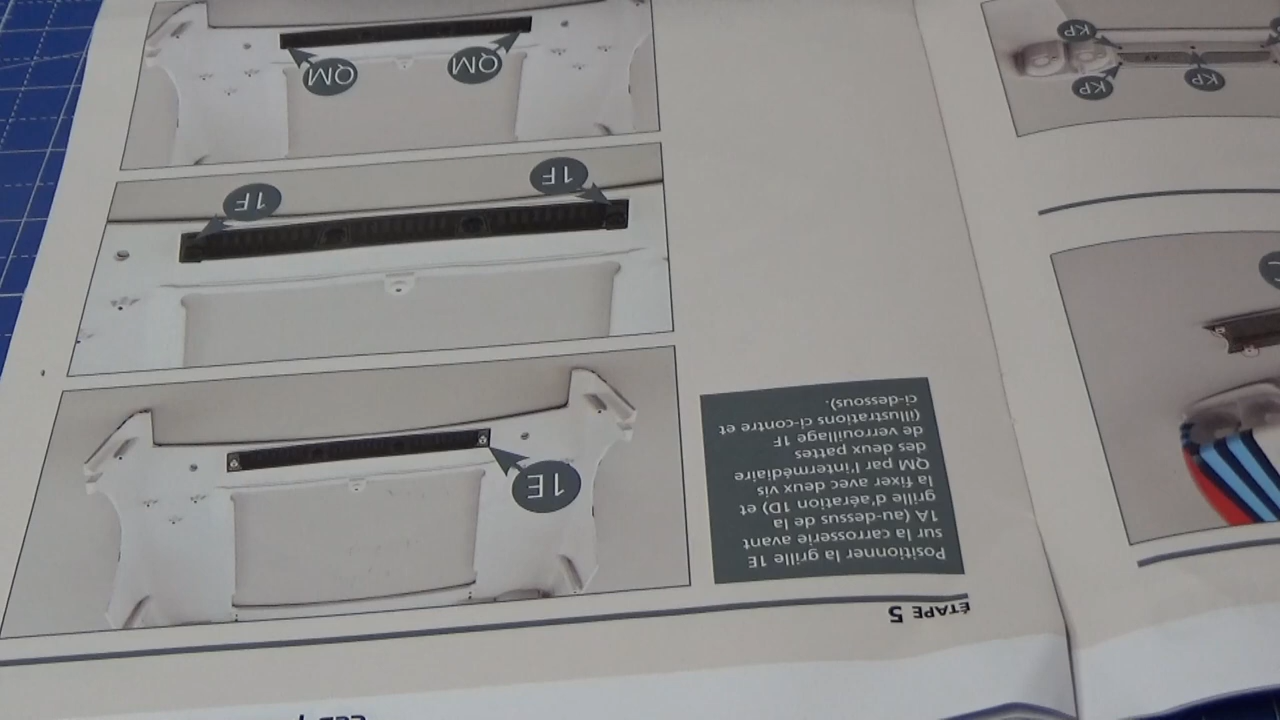 ÉTAPE 5
Positionner la grille 1E
sur la carrosserie avant
1A (au-dessus de la
grille d'aération 1D) et
la fixer avec deux vis
QM par l'intermédiaire
des deux pattes
de verrouillage 1F
(illustrations ci-contre et
ci-dessous).
1E
1F
1F
QM
QM
KP
KP
KP